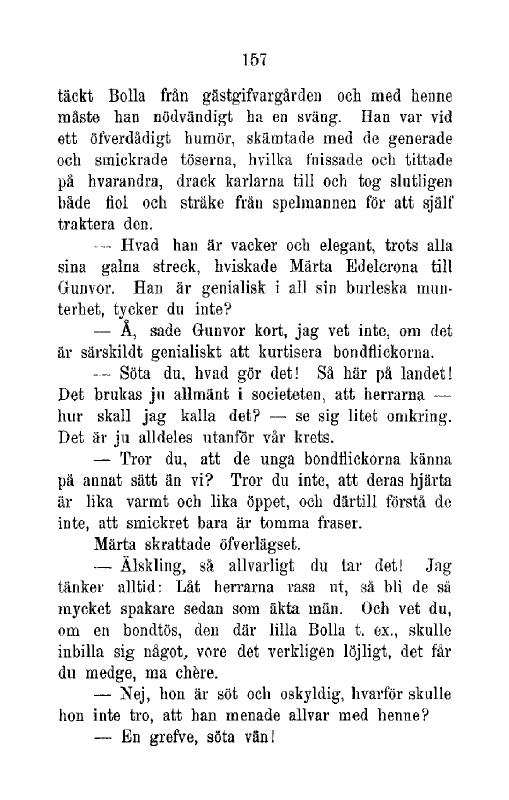 157
täckt Bolla från gästgifvargården och med henne
måste han nödvändigt ha en sväng. Han var vid
ett öfverdådigt humör, skämtade med de generade
och smickrade töserna, hvilka fnissade och tittade
på hvarandra, drack karlarna till och tog slutligen
både fiol och stråke från spelmannen för att själf
traktera den.
— Hvad han är vacker och elegant, trots alla
sina galna streck, hviskade Märta Edelcrona till
Gunvor. Han är genialisk i all sin burleska mun-
terhet, tycker du inte?
— Å, sade Gunvor kort, jag vet inte, om det
är särskildt genialiskt att kurtisera bondflickorna.
— Söta du, hvad gör det! Så här på landet!
Det brukas ju allmänt i societeten, att herrarna —
hur skall jag kalla det? — se sig litet omkring.
Det är ju alldeles utanför vår krets.
— Tror du, att de unga bondflickorna känna
på annat sätt än vi? Tror du inte, att deras hjärta
är lika varmt och lika öppet, och därtill förstå de
inte, att smickret bara är tomma fraser.
Märta skrattade öfverlägset.
— Älskling, så allvarligt du tar det! Jag
tänker alltid: Låt herrarna rasa ut, så bli de så
mycket spakare sedan som äkta män. Och vet du,
om en bondtös, den där lilla Bolla t. ex., skulle
inbilla sig något, vore det verkligen löjligt, det får
du medge, ma chère.
— Nej, hon är söt och oskyldig, hvarför skulle
hon inte tro, att han menade allvar med henne?
— En grefve, söta vän!